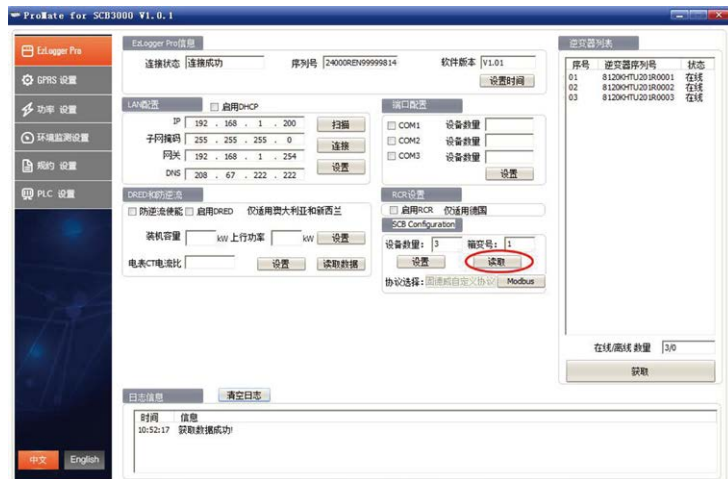 ProMate for SCB3000 V1.0.1
EzLogger Pro
GPRS 设置
功率 设置
环境监测设置
规约 设置
PLC 设置
中文
English
EzLogger Pro信息
连接状态 连接成功 序列号 24000REN99999814 软件版本 V1.01
设置时间
LAN配置
启用DHCP
IP 192 . 168 . 1 . 200 扫描
子网掩码 255 . 255 . 255 . 0 连接
网关 192 . 168 . 1 . 254
DNS 208 . 67 . 222 . 222 设置
端口配置
COM1 设备数量
COM2 设备数量
COM3 设备数量
设置
DRED和防逆流
防逆流使能 启用DRED 仅适用奥大利亚和新西兰
装机容量 kW 上行功率 kW 设置
电表CT电流比 设置 读取数据
RCR设置
启用RCR 仅适用德国
SCB Configuration
设备数量: 3 箱变号: 1
设置 读取
协议选择: 固德威自定义协议 Modbus
逆变器列表
序号 逆变器序列号 状态
01 8120KHTU201R0001 在线
02 8120KHTU201R0002 在线
03 8120KHTU201R0003 在线
在线/离线 数量 3/0
获取
日志信息 清空日志
时间 信息
10:52:17 获取数据成功!